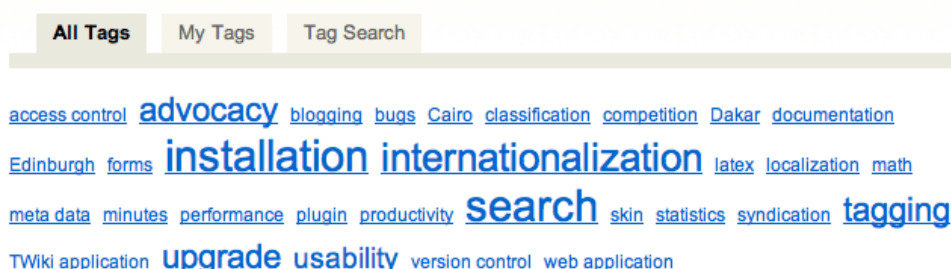 All Tags My Tags Tag Search
access control advocacy blogging bugs Cairo classification competition Dakar documentation
Edinburgh forms installation internationalization latex localization math
meta data minutes performance plugin productivity search skin statistics syndication tagging
TWiki application upgrade usability version control web application